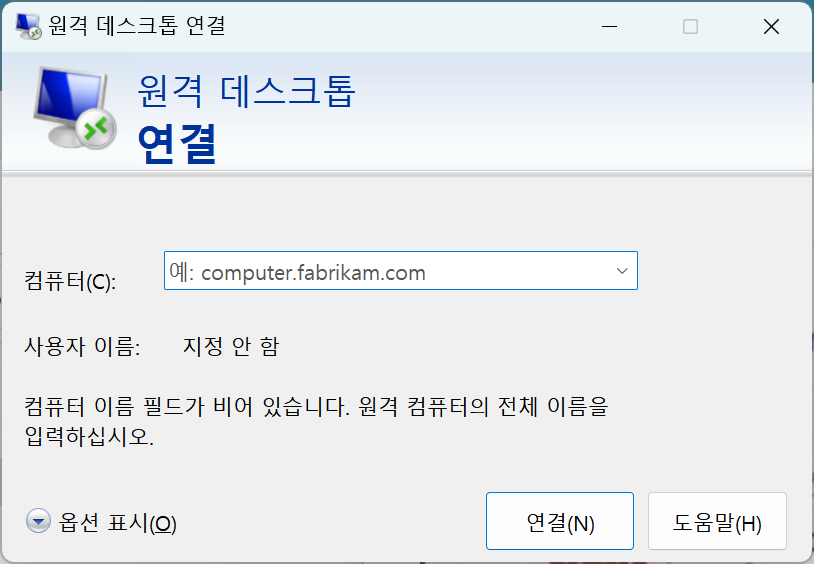 원격 데스크톱 연결
원격 데스크톱
연결
컴퓨터(C):
예: computer.fabrikam.com
사용자 이름:
지정 안 함
컴퓨터 이름 필드가 비어 있습니다. 원격 컴퓨터의 전체 이름을
입력하십시오.
옵션 표시(O)
연결(N)
도움말(H)